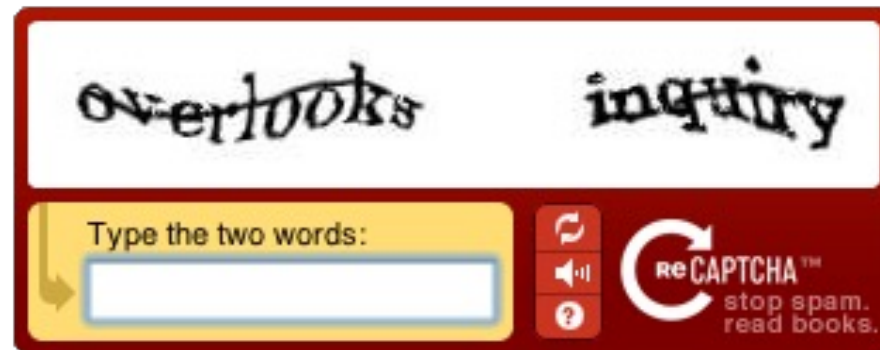 overlooks inquiry
Type the two words:
ReCAPTCHA™
stop spam.
read books.